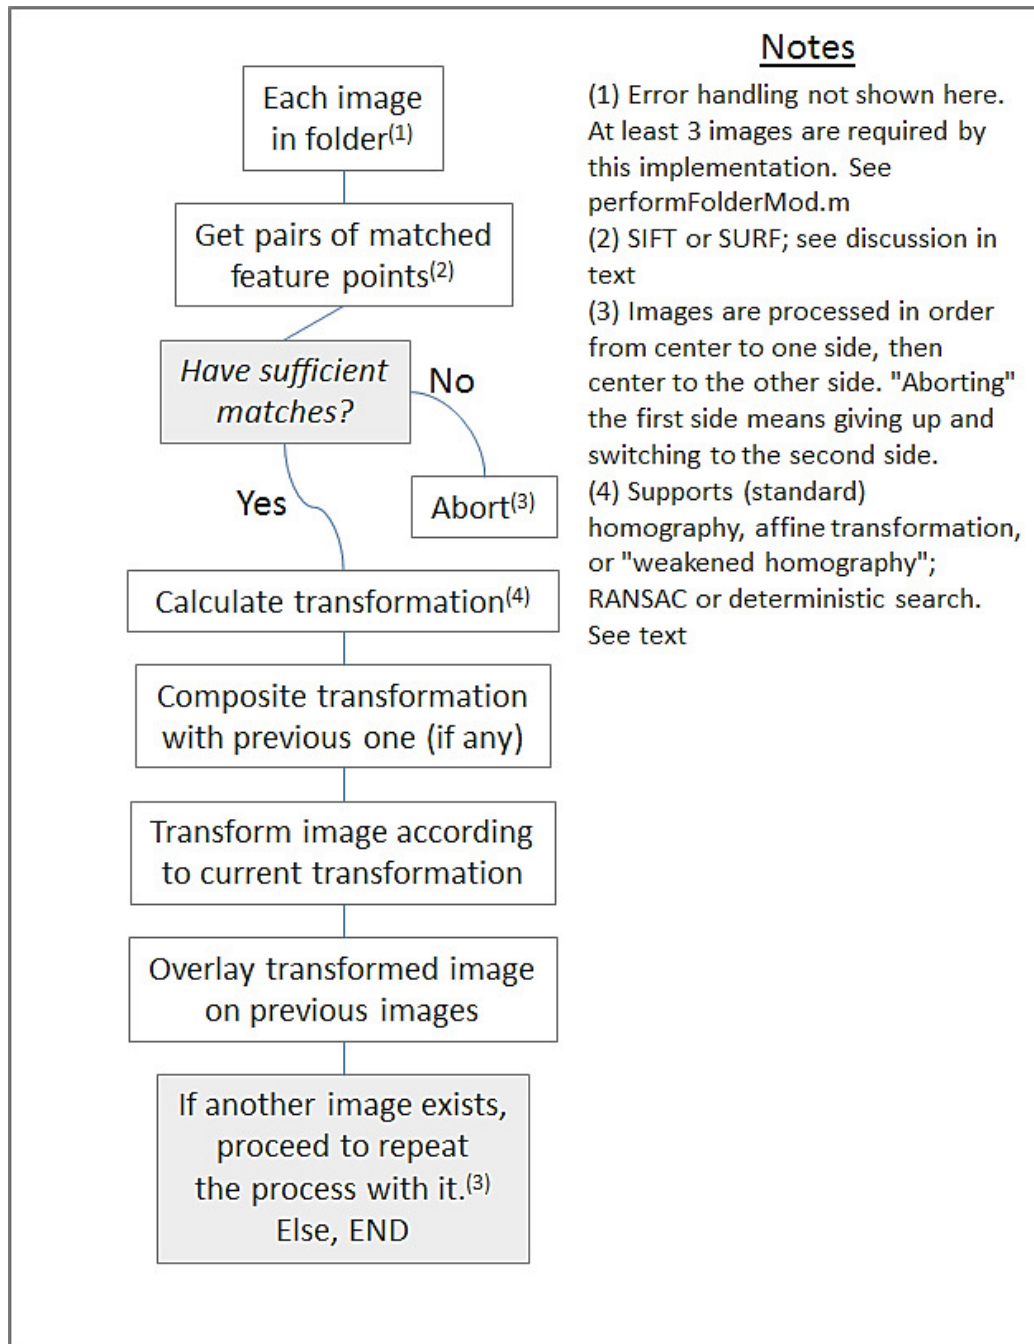 Each image
in folder(1)
Get pairs of matched
feature points(2)
Have sufficient
matches?
No
Yes
Abort(3)
Calculate transformation(4)
Composite transformation
with previous one (if any)
Transform image according
to current transformation
Overlay transformed image
on previous images
If another image exists,
proceed to repeat
the process with it.(3)
Else, END
Notes
(1) Error handling not shown here.
At least 3 images are required by
this implementation. See
performFolderMod.m
(2) SIFT or SURF; see discussion in
text
(3) Images are processed in order
from center to one side, then
center to the other side. "Aborting"
the first side means giving up and
switching to the second side.
(4) Supports (standard)
homography, affine transformation,
or "weakened homography";
RANSAC or deterministic search.
See text